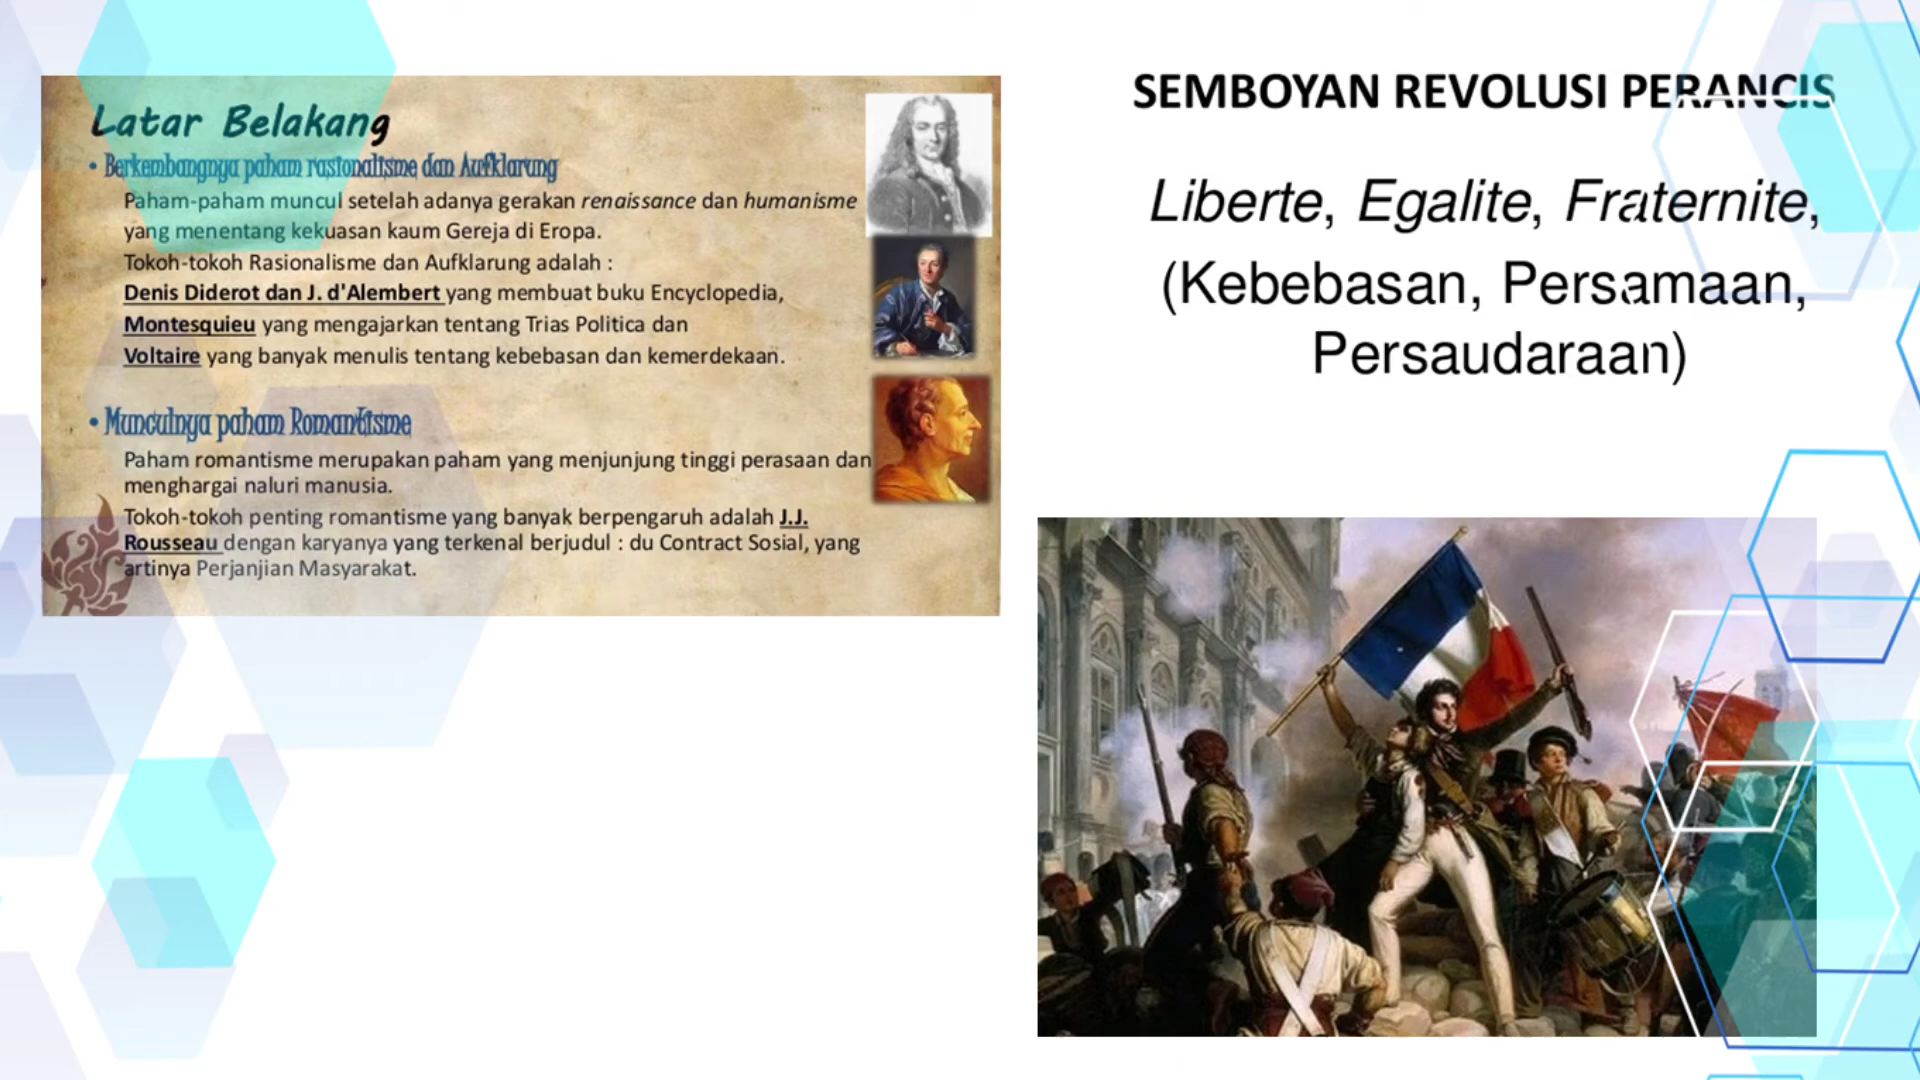 Latar Belakang
• Berkembangnya paham rasionalisme dan Aufklarung
Paham-paham muncul setelah adanya gerakan renaissance dan humanisme
yang menentang kekuasan kaum Gereja di Eropa.
Tokoh-tokoh Rasionalisme dan Aufklarung adalah :
Denis Diderot dan J. d'Alembert yang membuat buku Encyclopedia,
Montesquieu yang mengajarkan tentang Trias Politica dan
Voltaire yang banyak menulis tentang kebebasan dan kemerdekaan.
• Munculnya paham Romantisme
Paham romantisme merupakan paham yang menjunjung tinggi perasaan dan
menghargai naluri manusia.
Tokoh-tokoh penting romantisme yang banyak berpengaruh adalah J.J.
Rousseau dengan karyanya yang terkenal berjudul : du Contract Sosial, yang
artinya Perjanjian Masyarakat.
SEMBOYAN REVOLUSI PERANCIS
Liberte, Egalite, Fraternite,
(Kebebasan, Persamaan,
Persaudaraan)